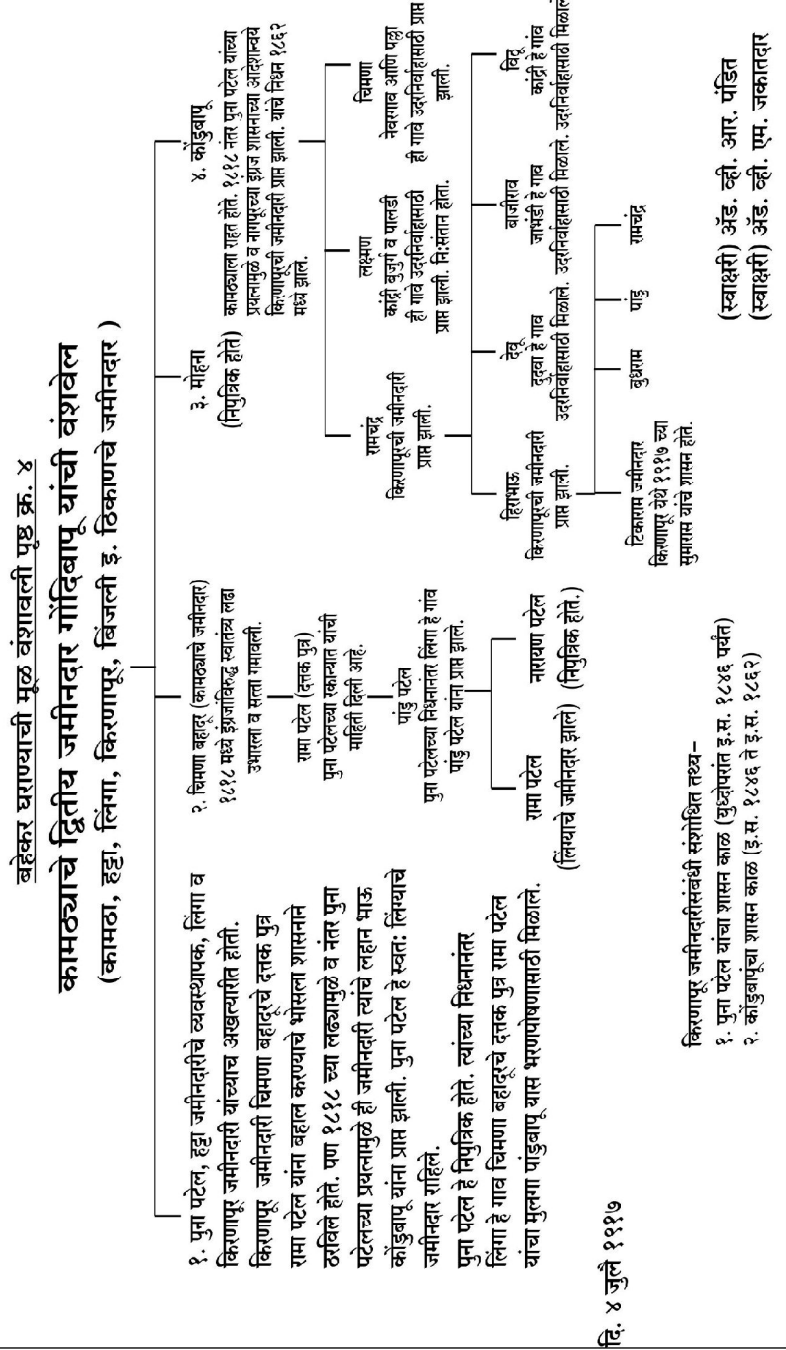 बहेकर घराण्याची मूळ वंशावली पृष्ठ क्र. ४
कामठ्याचे द्वितीय जमीनदार गोंदिबापू यांची वंशवेल
(कामठा, हट्टा, लिंगा, किरणापूर, बिंजली इ. ठिकाणचे जमीनदार )
१. पुना पटेल, हट्टा जमीनदारीचे व्यवस्थापक, लिंगा व
किरणापूर जमीनदारी यांच्याच अखत्यारीत होती.
किरणापूर जमीनदारी चिमणा बहादूरचे दत्तक पुत्र
रामा पटेल यांना बहाल करण्याचे भोसला शासनाने
ठरविले होते. पण १८१८ च्या लढ्यामुळे व नंतर पुना
पटेलच्या प्रयत्नामुळे ही जमीनदारी त्यांचे लहान भाऊ
कोंडुबापू यांना प्राप्त झाली. पुना पटेल हे स्वत: लिंग्याचे
जमीनदार राहिले.
पुना पटेल हे निपुत्रिक होते. त्यांच्या निधनानंतर
लिंगा हे गाव चिमणा बहादूरचे दत्तक पुत्र रामा पटेल
यांचा मुलगा पांडुबापू यास भरणपोषणासाठी मिळाले.
२. चिमणा बहादूर (कामठ्याचे जमीनदार)
१८१८ मध्ये इंग्रजांविरुद्ध स्वातंत्र्य लढा
उभारला व सत्ता गमावली.
रामा पटेल (दत्तक पुत्र)
पुना पटेलच्या रकान्यात यांची
माहिती दिली आहे.
पांडु पटेल
पुना पटेलच्या निधनानंतर लिंगा हे गांव
पांडु पटेल यांना प्राप्त झाले.
रामा पटेल
(लिंग्याचे जमीनदार झाले)
नारायण पटेल
(निपुत्रिक होते.)
३. मोहना
(निपुत्रिक होते)
४. कोंडुबापू
कामठ्याला राहत होते. १८१८ नंतर पुना पटेल यांच्या
प्रयत्नामुळे व नागपूरच्या इंग्रज शासनाच्या आदेशान्वये
किरणापूरची जमीनदारी प्राप्त झाली. यांचे निधन १८६२
मध्ये झाले.
रामचंद्र
किरणापूरची जमीनदारी
प्राप्त झाली.
लक्ष्मण
कांद्री बुजुर्ग व पालडी
ही गावे उदरनिर्वाहासाठी
प्राप्त झाली. नि:संतान होता.
चिमणा
नेवरगाव आणि पल्ला
ही गावे उदरनिर्वाहासाठी प्राप्त
झाली.
हिराभाऊ
किरणापूरची जमीनदारी
प्राप्त झाली.
देवू
दुदवा हे गाव
उदरनिर्वाहासाठी मिळाले.
बाजीराव
जाभंडी हे गाव
उदरनिर्वाहासाठी मिळाले.
विठू
कांद्री हे गांव
उदरनिर्वाहासाठी मिळाले.
टिकाराम जमीनदार
किरणापूर येथे १९१७ च्या
सुमारास यांचे शासन होते.
बुधराम
पांडु
रामचंद्र
किरणापूर जमीनदारीसंबंधी संशोधित तथ्य–
१. पुना पटेल यांचा शासन काळ (युध्दोपरांत इ.स. १८४६ पर्यंत)
२. कोंडुबापूंचा शासन काळ (इ.स. १८४६ ते इ.स. १८६२)
दि. ४ जुलै १९१७
(स्वाक्षरी) ॲड. व्ही. आर. पंडित
(स्वाक्षरी) ॲड. व्ही. एम. जकातदार